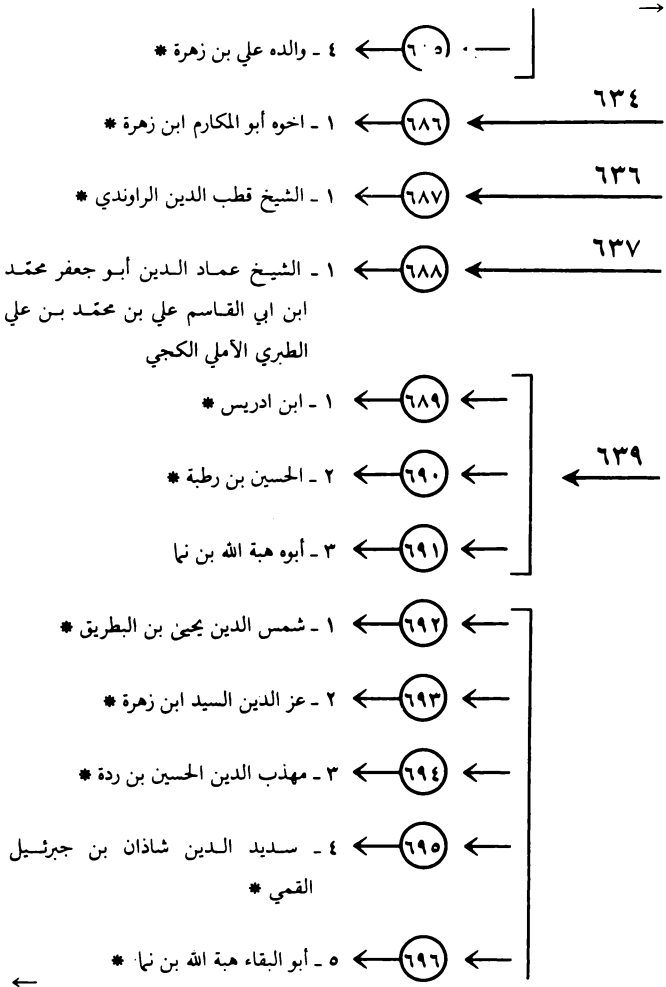 ٤ ـ والده علي بن زهرة *
٦٣٤ ٦٨٦ ١ ـ اخوه أبو المكارم ابن زهرة *
٦٣٦ ٦٨٧ ١ ـ الشيخ قطب الدين الراوندي *
٦٣٧ ٦٨٨ ١ ـ الشيخ عماد الدين أبو جعفر محمّد
ابن ابي القاسم علي بن محمّد بن علي
الطبري الآملي الكجي
٦٨٩ ١ ـ ابن ادريس *
٦٣٩ ٦٩٠ ٢ ـ الحسين بن رطبة *
٦٩١ ٣ ـ أبوه هبة الله بن نما
٦٩٢ ١ ـ شمس الدين يحيىٰ بن البطريق *
٦٩٣ ٢ ـ عز الدين السيد ابن زهرة *
٦٩٤ ٣ ـ مهذب الدين الحسين بن ردة *
٦٩٥ ٤ ـ سديد الدين شاذان بن جبرئيل
القمي *
٦٩٦ ٥ ـ أبو البقاء هبة الله بن نما *